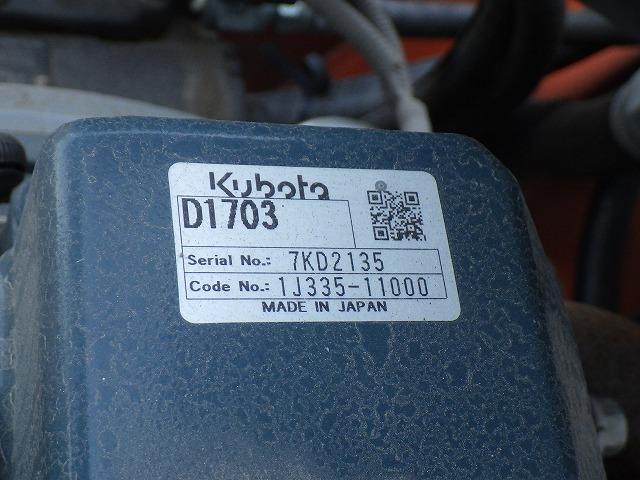 Kubota
D1703
Serial No.: 7KD2135
Code No.: 1J335-11000
MADE IN JAPAN